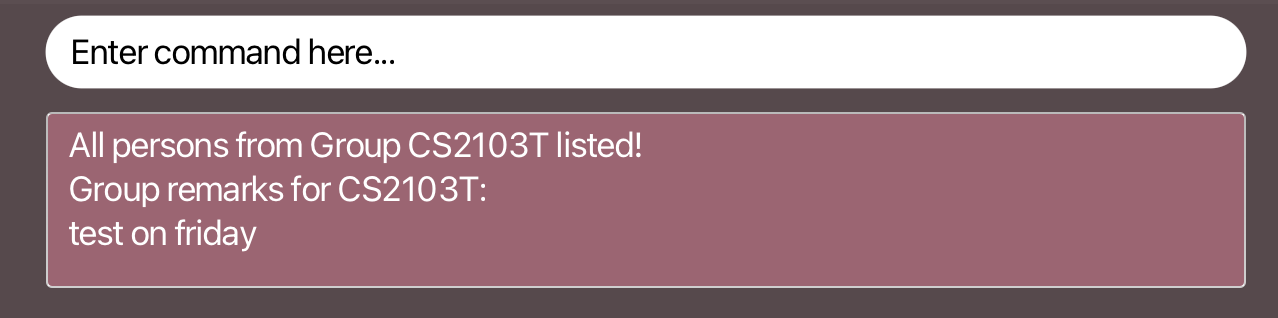 Enter command here...
All persons from Group CS2103T listed!
Group remarks for CS2103T:
test on friday